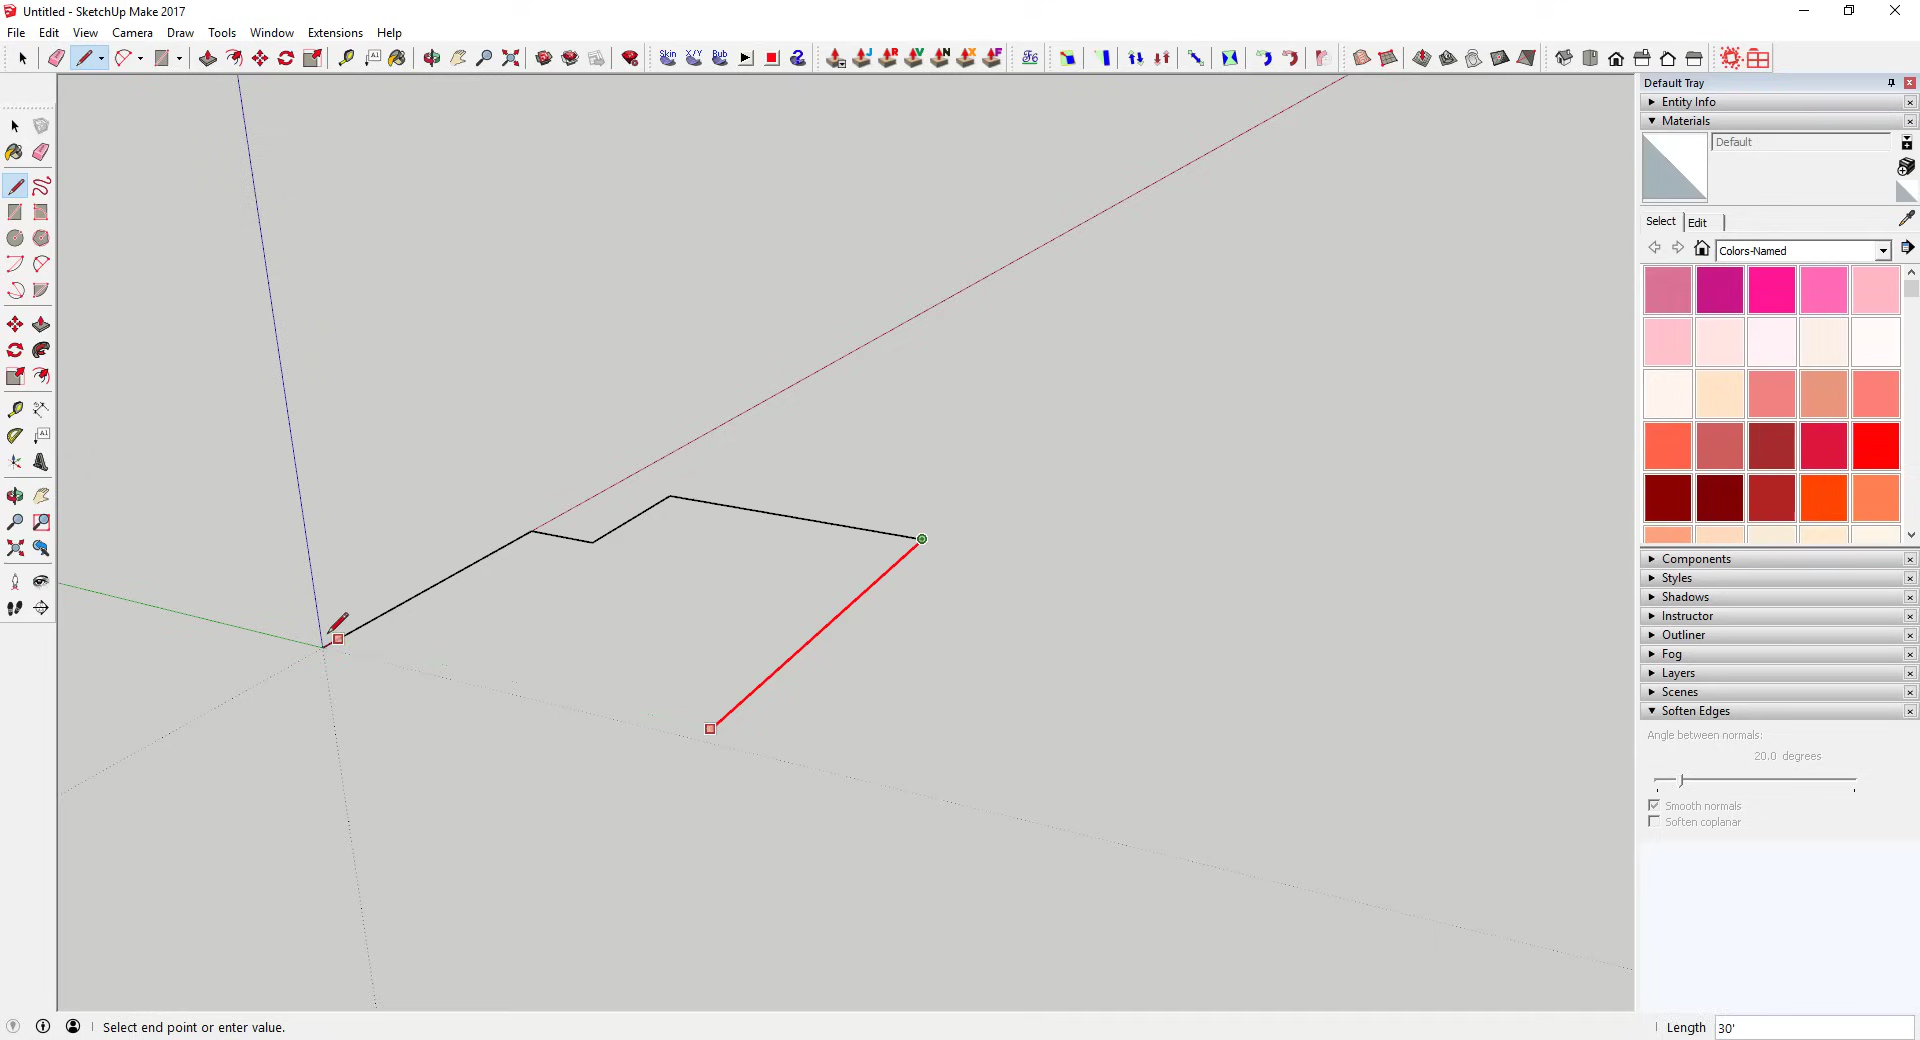 Untitled - SketchUp Make 2017
File Edit View Camera Draw Tools Window Extensions Help
Skin X/Y Bub
J R V N X F
Default Tray
Entity Info
Materials
Default
Select Edit
Colors-Named
Components
Styles
Shadows
Instructor
Outliner
Fog
Layers
Scenes
Soften Edges
Angle between normals:
20.0 degrees
Smooth normals
Soften coplanar
Select end point or enter value.
Length 30'